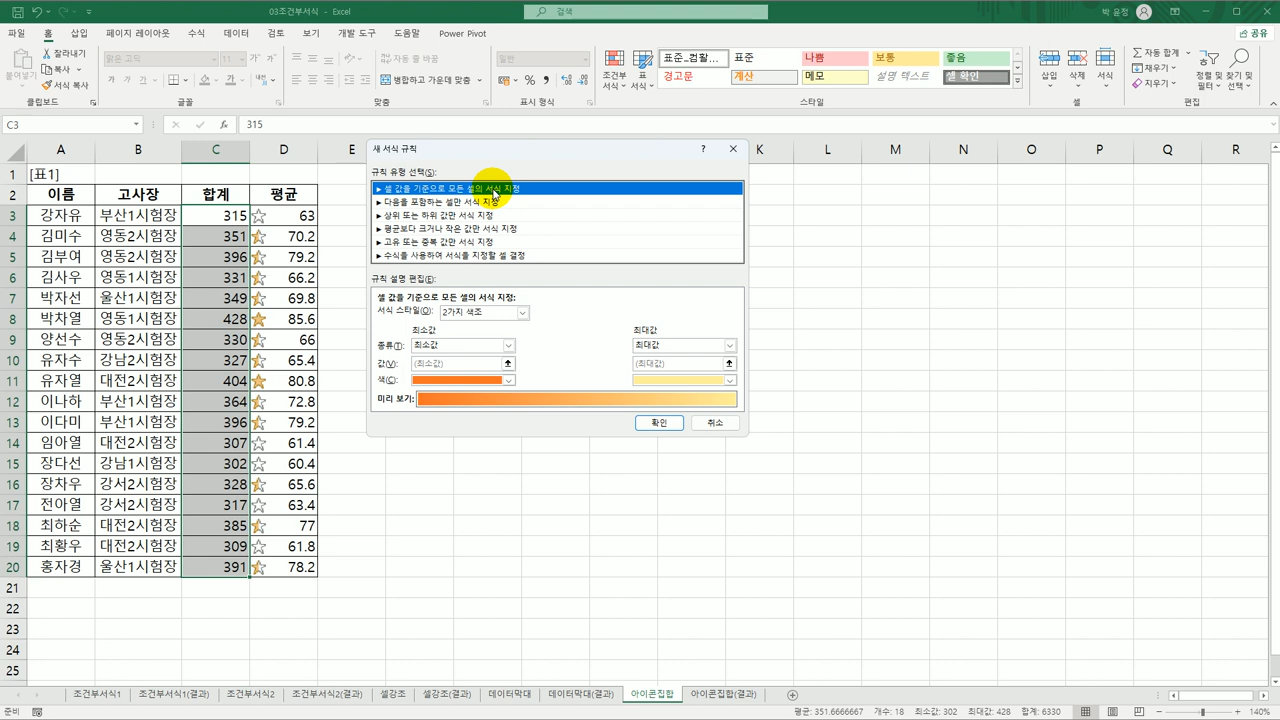 03조건부서식 - Excel
검색
박 윤정
파일 홈 삽입 페이지 레이아웃 수식 데이터 검토 보기 개발 도구 도움말 Power Pivot
공유
붙여넣기
잘라내기
복사
서식 복사
클립보드
맑은 고딕 11
글꼴
자동 줄 바꿈
병합하고 가운데 맞춤
맞춤
일반
표시 형식
조건부 서식
표 서식
표준_컴활... 표준 나쁨 보통 좋음
경고문 계산 메모 설명 텍스트 셀 확인
스타일
삽입 삭제 서식
셀
자동 합계
채우기
지우기
정렬 및 필터
찾기 및 선택
편집
C3
315
A B C D E K L M N O P Q R
1 [표1]
2 이름 고사장 합계 평균
3 강자유 부산1시험장 315 63
4 김미수 영동2시험장 351 70.2
5 김부여 영동2시험장 396 79.2
6 김사우 영동1시험장 331 66.2
7 박자선 울산1시험장 349 69.8
8 박차열 영동1시험장 428 85.6
9 양선수 영동2시험장 330 66
10 유자수 강남2시험장 327 65.4
11 유자열 대전2시험장 404 80.8
12 이나하 부산1시험장 364 72.8
13 이다미 부산1시험장 396 79.2
14 임아열 대전2시험장 307 61.4
15 장다선 강남1시험장 302 60.4
16 장차우 강서2시험장 328 65.6
17 전아열 강서2시험장 317 63.4
18 최하순 대전2시험장 385 77
19 최황우 대전2시험장 309 61.8
20 홍자경 울산1시험장 391 78.2
21
22
23
24
25
새 서식 규칙
규칙 유형 선택(S):
► 셀 값을 기준으로 모든 셀의 서식 지정
► 다음을 포함하는 셀만 서식 지정
► 상위 또는 하위 값만 서식 지정
► 평균보다 크거나 작은 값만 서식 지정
► 고유 또는 중복 값만 서식 지정
► 수식을 사용하여 서식을 지정할 셀 결정
규칙 설명 편집(E):
셀 값을 기준으로 모든 셀의 서식 지정:
서식 스타일(O): 2가지 색조
최소값 최대값
종류(T): 최소값 최대값
값(V): (최소값) (최대값)
색(C):
미리 보기:
확인 취소
조건부서식1 조건부서식1(결과) 조건부서식2 조건부서식2(결과) 셀강조 셀강조(결과) 데이터막대 데이터막대(결과) 아이콘집합 아이콘집합(결과)
준비
평균: 351.6666667 개수: 18 최소값: 302 최대값: 428 합계: 6330
140%